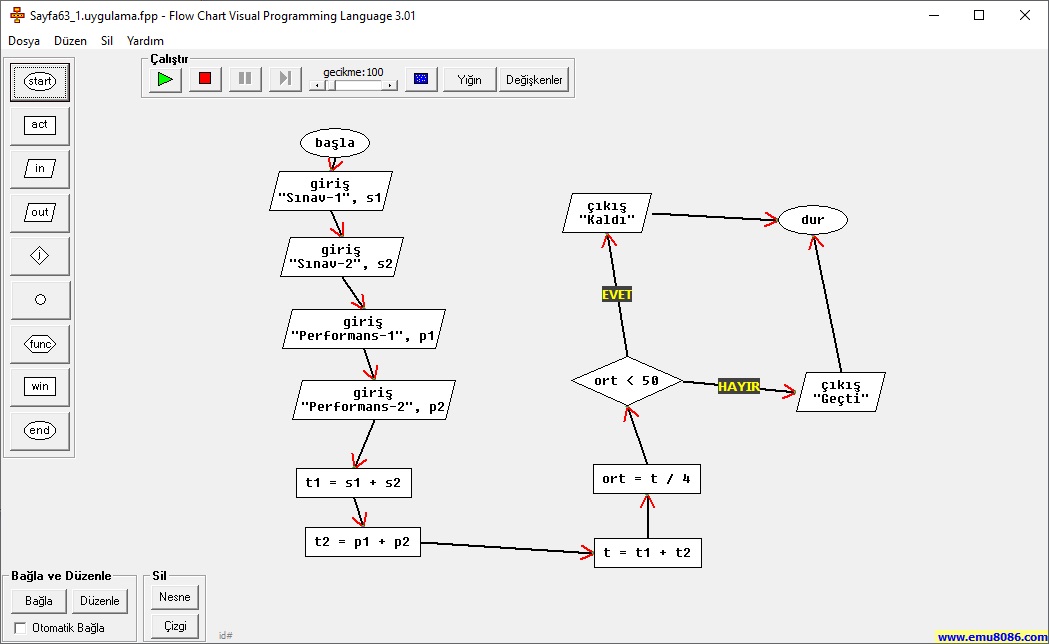 Sayfa63_1.uygulama.fpp - Flow Chart Visual Programming Language 3.01
Dosya Düzen Sil Yardım
Çalıştır
gecikme:100
Yığın
Değişkenler
start
act
in
out
j
func
win
end
başla
giriş
"Sınav-1", s1
giriş
"Sınav-2", s2
giriş
"Performans-1", p1
giriş
"Performans-2", p2
t1 = s1 + s2
t2 = p1 + p2
t = t1 + t2
ort = t / 4
ort < 50
EVET
HAYIR
çıkış
"Kaldı"
çıkış
"Geçti"
dur
Bağla ve Düzenle
Bağla
Düzenle
Otomatik Bağla
Sil
Nesne
Çizgi
id#
www.emu8086.com